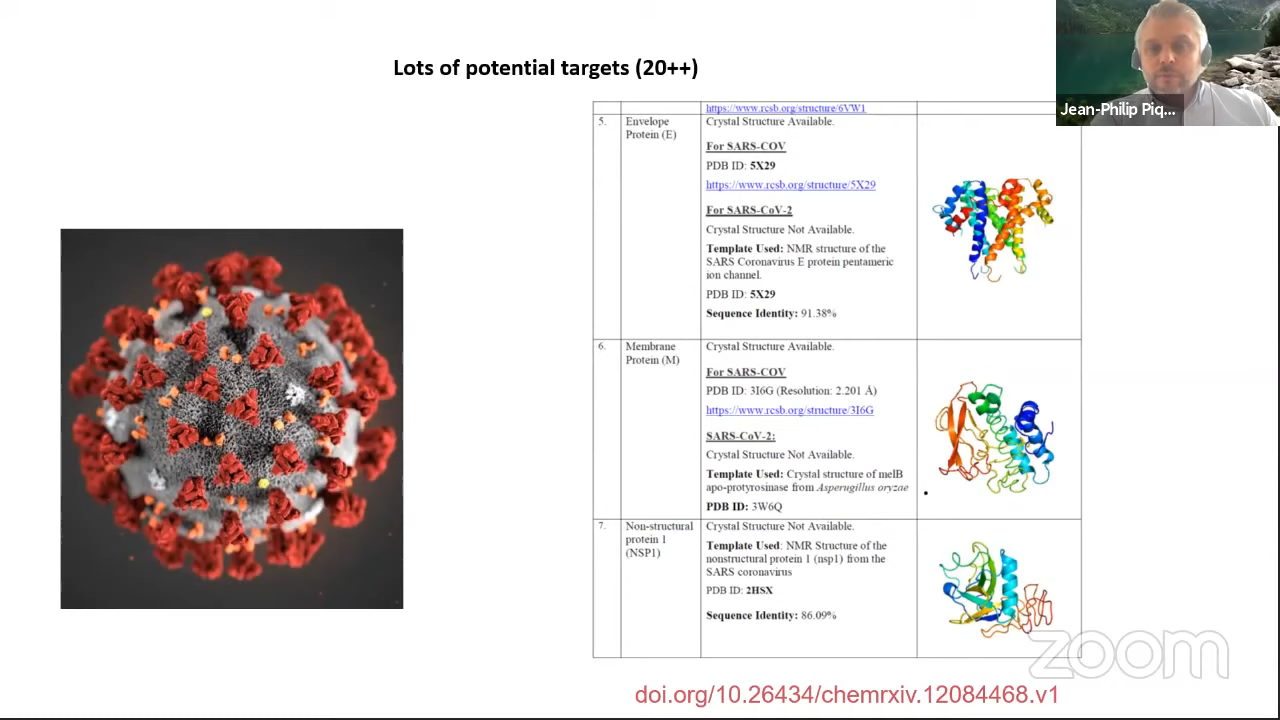 Lots of potential targets (20++)
Jean-Philip Piq...
https://www.rcsb.org/structure/6VW1
5.
Envelope
Protein (E)
Crystal Structure Available.
For SARS-COV
PDB ID: 5X29
https://www.rcsb.org/structure/5X29
For SARS-CoV-2
Crystal Structure Not Available.
Template Used: NMR structure of the
SARS Coronavirus E protein pentameric
ion channel.
PDB ID: 5X29
Sequence Identity: 91.38%
6.
Membrane
Protein (M)
Crystal Structure Available.
For SARS-COV
PDB ID: 3I6G (Resolution: 2.201 Å)
https://www.rcsb.org/structure/3I6G
SARS-CoV-2:
Crystal Structure Not Available.
Template Used: Crystal structure of melB
apo-protyrosinase from Asperugillus oryzae
PDB ID: 3W6Q
7.
Non-structural
protein 1
(NSP1)
Crystal Structure Not Available.
Template Used: NMR Structure of the
nonstructural protein 1 (nsp1) from the
SARS coronavirus
PDB ID: 2HSX
Sequence Identity: 86.09%
zoom
doi.org/10.26434/chemrxiv.12084468.v1